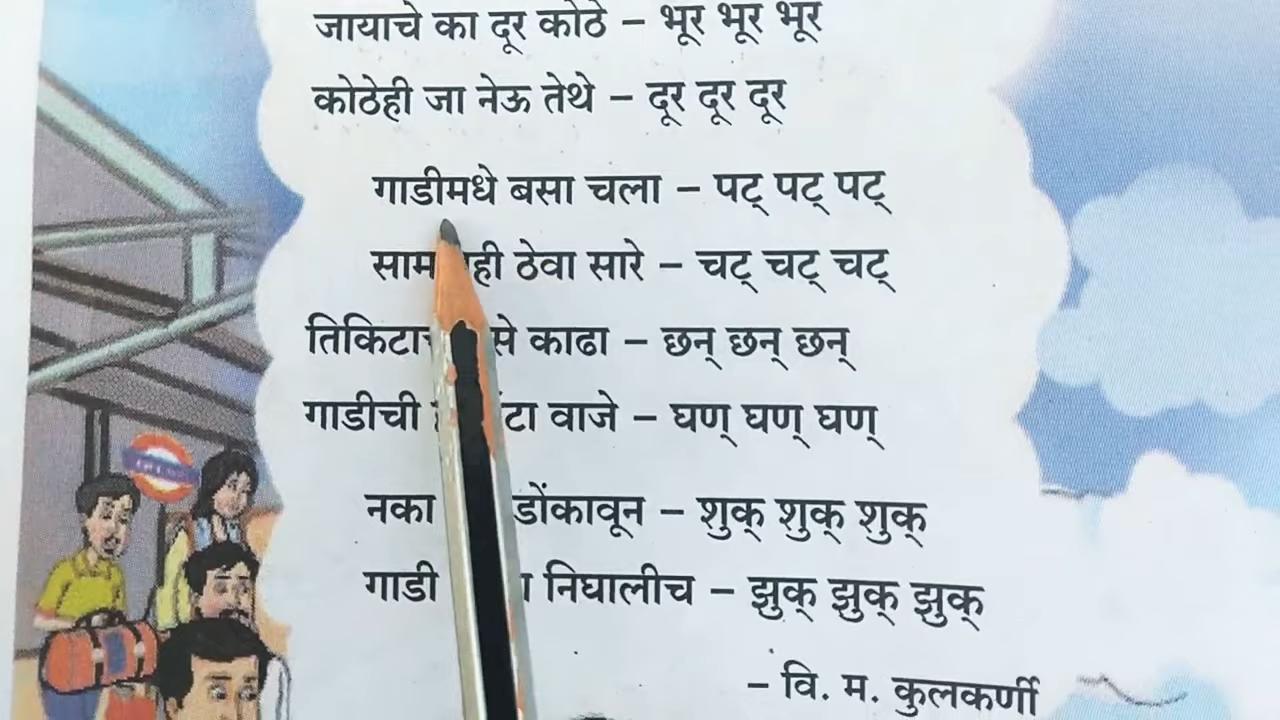 जायाचे का दूर कोठे – भूर भूर भूर
कोठेही जा नेऊ तेथे – दूर दूर दूर
गाडीमधे बसा चला – पट् पट् पट्
ठेवा सारे – चट् चट् चट्
काढा – छन् छन् छन्
गाडीची वाजे – घण् घण् घण्
नका डोंकावून – शुक् शुक् शुक्
गाडी निघालीच – झुक् झुक् झुक्
– वि. म. कुलकर्णी